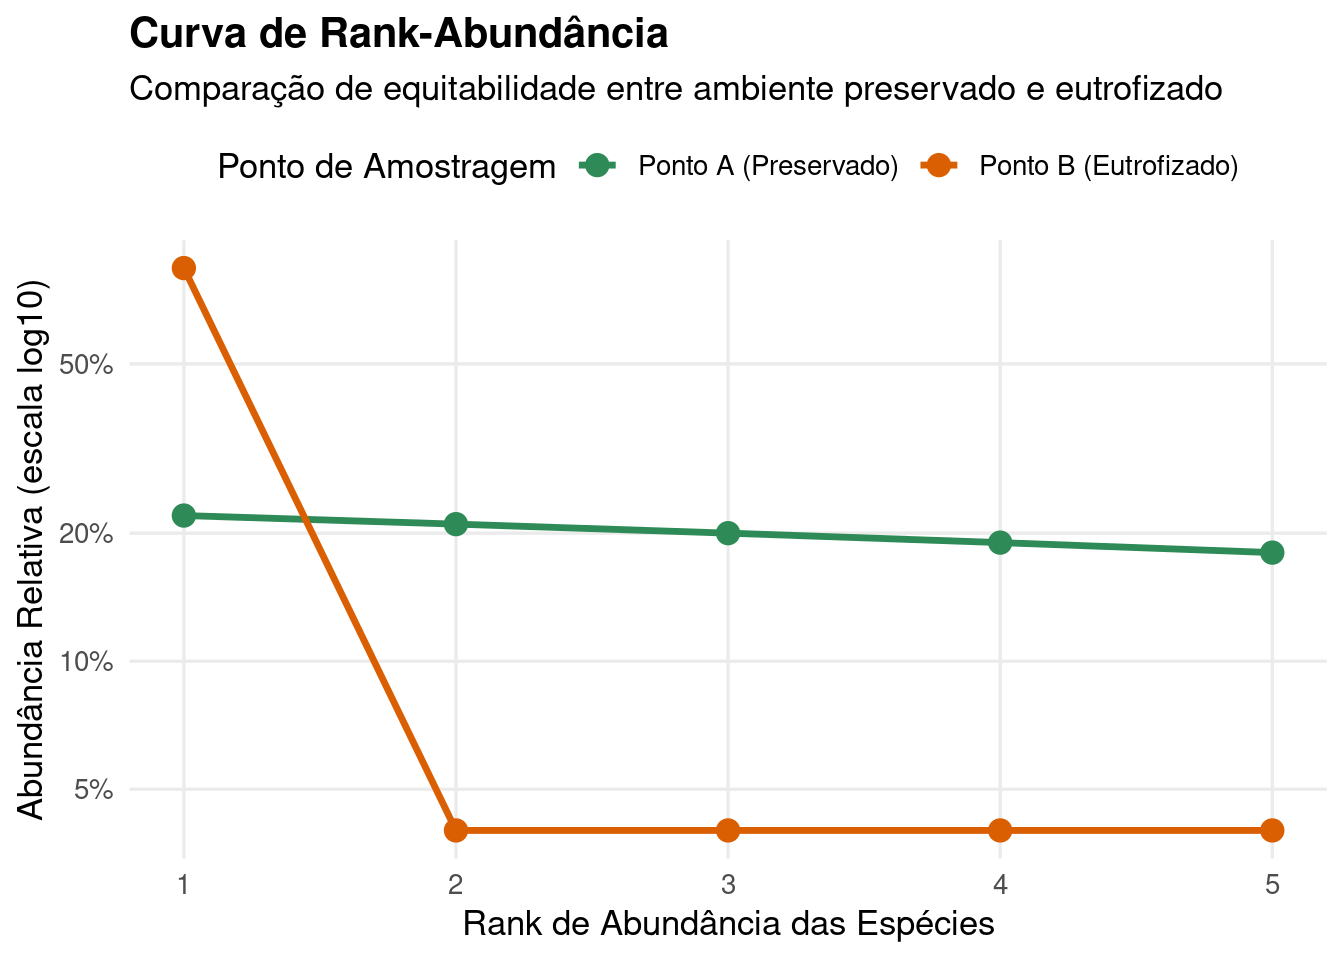 Curva de Rank-Abundância
Comparação de equitabilidade entre ambiente preservado e eutrofizado
Ponto de Amostragem Ponto A (Preservado) Ponto B (Eutrofizado)
Abundância Relativa (escala log10)
50%
20%
10%
5%
1 2 3 4 5
Rank de Abundância das Espécies